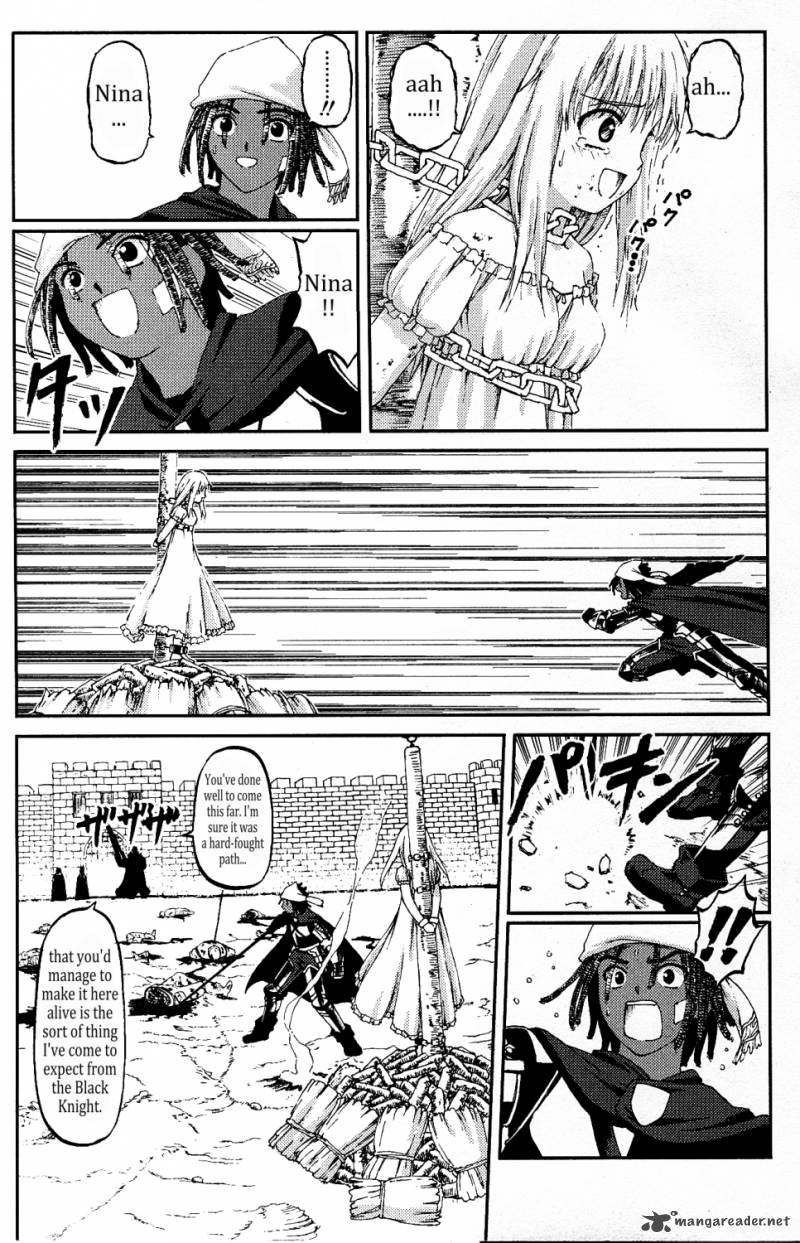 ah...
aah
....!!
パク
パク...
.........!!
Nina
...
Nina
!!
ダッ
パキン
!!
You've done
well to come
this far. I'm
sure it was
a hard-fought
path...
ザザザ
that you'd
manage to
make it here
alive is the
sort of thing
I've come to
expect from
the Black
Knight.
mangareader.net